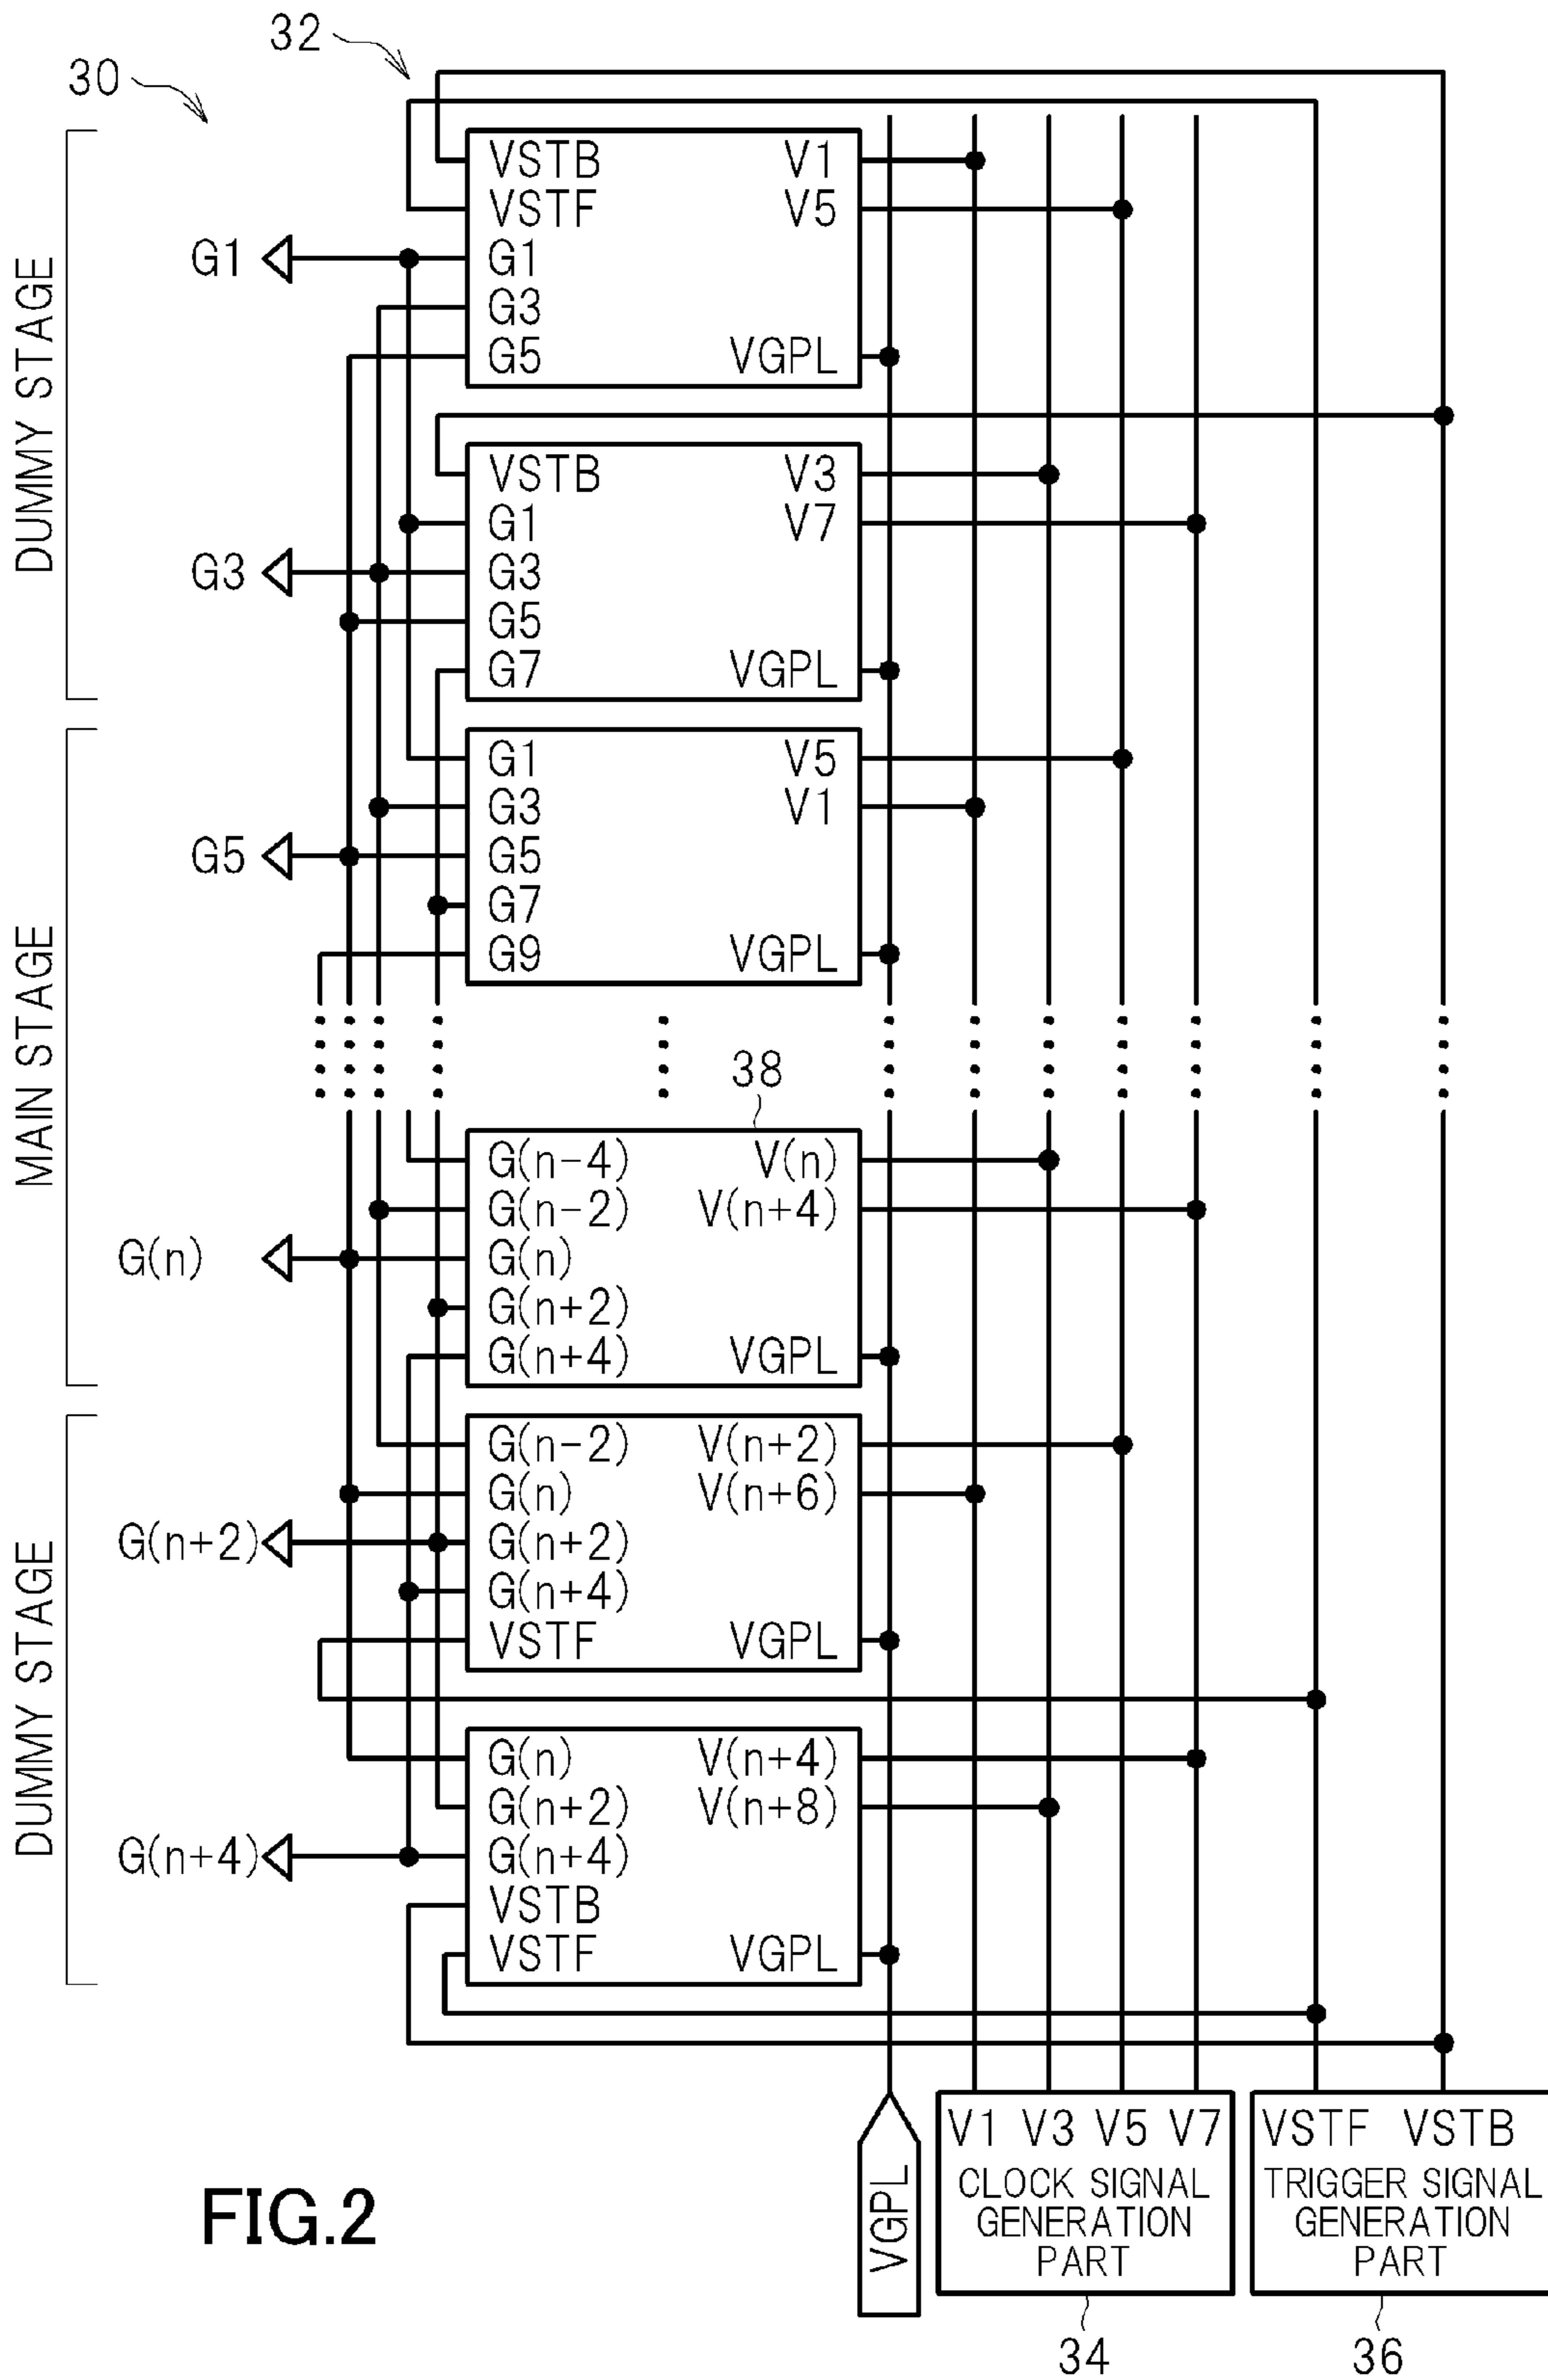 32
30
DUMMY STAGE
VSTB V1
VSTF V5
G1 G1
G3
G5 VGPL
VSTB V3
G1 V7
G3 G3
G5
G7 VGPL
MAIN STAGE
G1 V5
G3 V1
G5 G5
G7
G9 VGPL
38
G(n-4) V(n)
G(n-2) V(n+4)
G(n) G(n)
G(n+2)
G(n+4) VGPL
DUMMY STAGE
G(n-2) V(n+2)
G(n) V(n+6)
G(n+2) G(n+2)
G(n+4)
VSTF VGPL
G(n) V(n+4)
G(n+2) V(n+8)
G(n+4) G(n+4)
VSTB
VSTF VGPL
VGPL
V1 V3 V5 V7
CLOCK SIGNAL
GENERATION
PART
34
VSTF VSTB
TRIGGER SIGNAL
GENERATION
PART
36
FIG.2